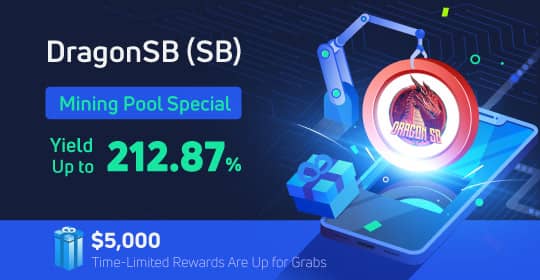 DragonSB (SB)
Mining Pool Special
Yield
Up to 212.87%
DRAGON SB
$5,000
Time-Limited Rewards Are Up for Grabs